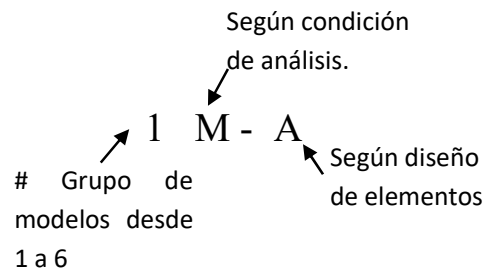 Según condición
de análisis.
1 M - A
Según diseño
de elementos
# Grupo de
modelos desde
1 a 6